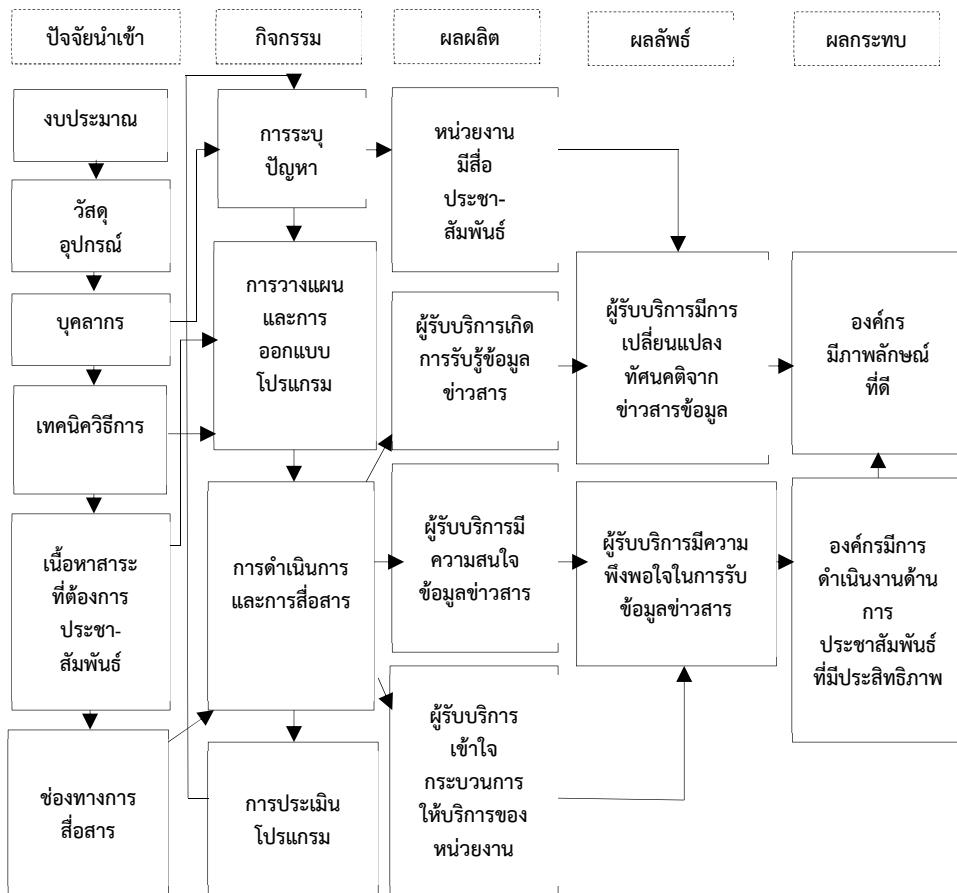 ปัจจัยนำเข้า
กิจกรรม
ผลผลิต
ผลลัพธ์
ผลกระทบ
งบประมาณ
วัสดุ
อุปกรณ์
บุคลากร
เทคนิควิธีการ
เนื้อหาสาระ
ที่ต้องการ
ประชา-
สัมพันธ์
ช่องทางการ
สื่อสาร
การระบุ
ปัญหา
การวางแผน
และการ
ออกแบบ
โปรแกรม
การดำเนินการ
และการสื่อสาร
การประเมิน
โปรแกรม
หน่วยงาน
มีสื่อ
ประชา-
สัมพันธ์
ผู้รับบริการเกิด
การรับรู้ข้อมูล
ข่าวสาร
ผู้รับบริการมี
ความสนใจ
ข้อมูลข่าวสาร
ผู้รับบริการ
เข้าใจ
กระบวนการ
ให้บริการของ
หน่วยงาน
ผู้รับบริการมีการ
เปลี่ยนแปลง
ทัศนคติจาก
ข่าวสารข้อมูล
ผู้รับบริการมีความ
พึงพอใจในการรับ
ข้อมูลข่าวสาร
องค์กร
มีภาพลักษณ์
ที่ดี
องค์กรมีการ
ดำเนินงานด้าน
การ
ประชาสัมพันธ์
ที่มีประสิทธิภาพ